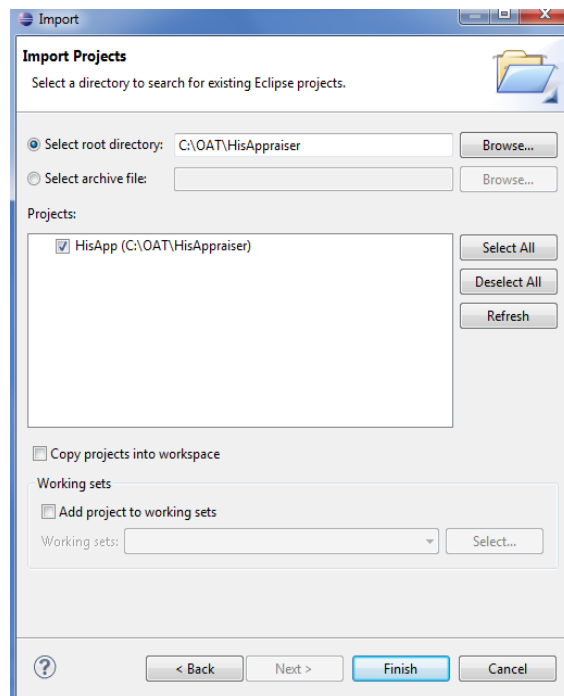 Import
Import Projects
Select a directory to search for existing Eclipse projects.
Select root directory: C:\OAT\HisAppraiser Browse...
Select archive file: Browse...
Projects:
HisApp (C:\OAT\HisAppraiser)
Select All
Deselect All
Refresh
Copy projects into workspace
Working sets
Add project to working sets
Working sets: Select...
? < Back Next > Finish Cancel